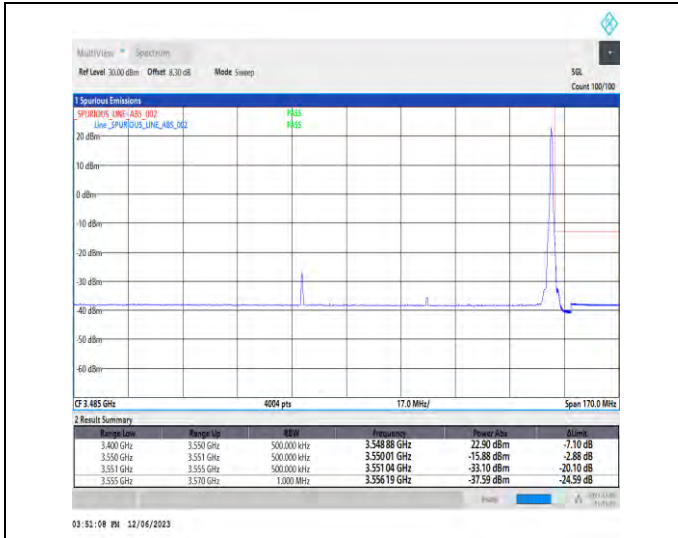 MultiView Spectrum
Ref Level 30.00 dBm Offset 8.30 dB Mode Sweep SGL
Count 100/100
1 Spurious Emissions
SPURIOUS_LINE_ABS_002 PASS
Line _SPURIOUS_LINE_ABS_002 PASS
20 dBm
10 dBm
0 dBm
-10 dBm
-20 dBm
-30 dBm
-40 dBm
-50 dBm
-60 dBm
CF 3.485 GHz 4004 pts 17.0 MHz/ Span 170.0 MHz
2 Result Summary
Range Low Range Up RBW Frequency Power Abs ΔLimit
3.400 GHz 3.550 GHz 500.000 kHz 3.548 88 GHz 22.90 dBm -7.10 dB
3.550 GHz 3.551 GHz 500.000 kHz 3.550 01 GHz -15.88 dBm -2.88 dB
3.551 GHz 3.555 GHz 500.000 kHz 3.551 04 GHz -33.10 dBm -20.10 dB
3.555 GHz 3.570 GHz 1.000 MHz 3.556 19 GHz -37.59 dBm -24.59 dB
03:51:08 PM 12/06/2023